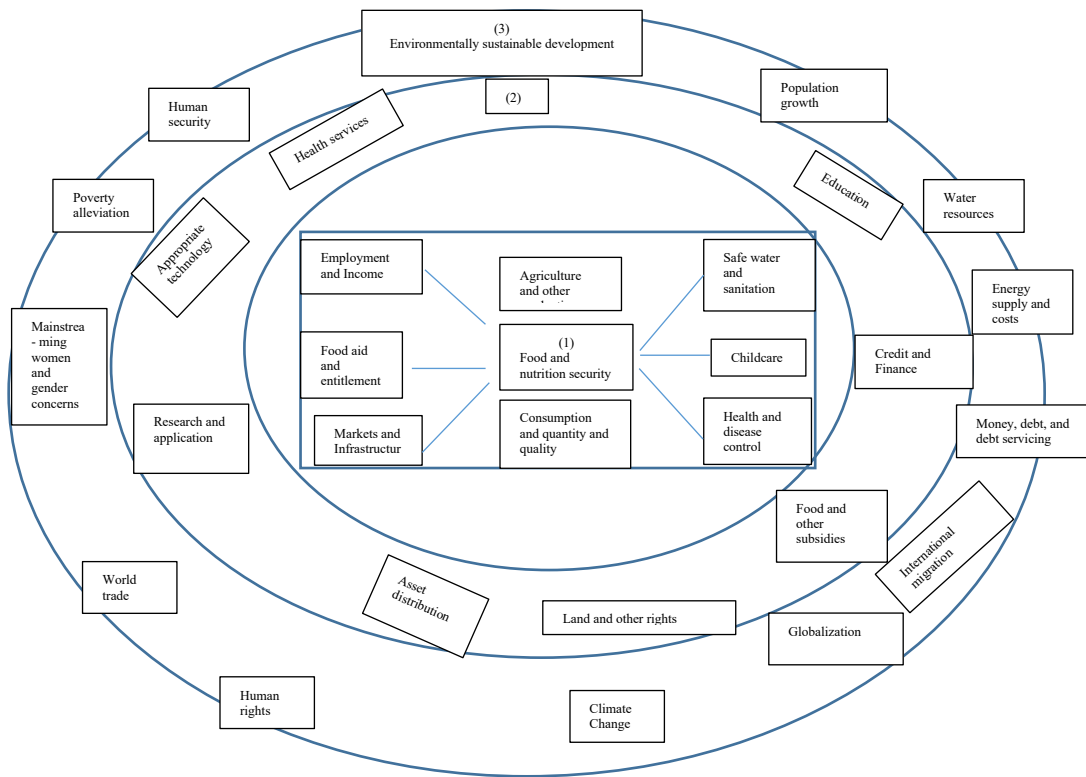 (3)
Environmentally sustainable development
(2)
Population
growth
Human
security
Health services
Education
Poverty
alleviation
Water
resources
Appropriate
technology
Employment
and Income
Agriculture
and other
Safe water
and
sanitation
Energy
supply and
costs
Mainstrea
- ming
women
and
gender
concerns
Food aid
and
entitlement
(1)
Food and
nutrition security
Childcare
Credit and
Finance
Research and
application
Markets and
Infrastructur
Consumption
and quantity and
quality
Health and
disease
control
Money, debt, and
debt servicing
Food and
other
subsidies
International
migration
World
trade
Asset
distribution
Land and other rights
Globalization
Human
rights
Climate
Change